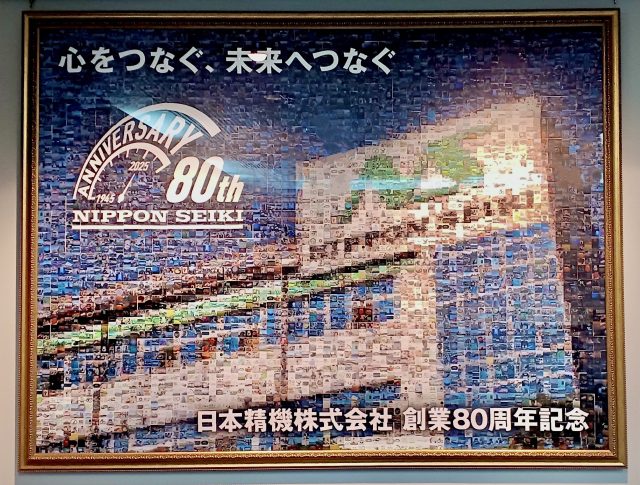 心をつなぐ、未来へつなぐ
ANNIVERSARY
1945 2025
80th
NIPPON SEIKI
日本精機株式会社 創業80周年記念